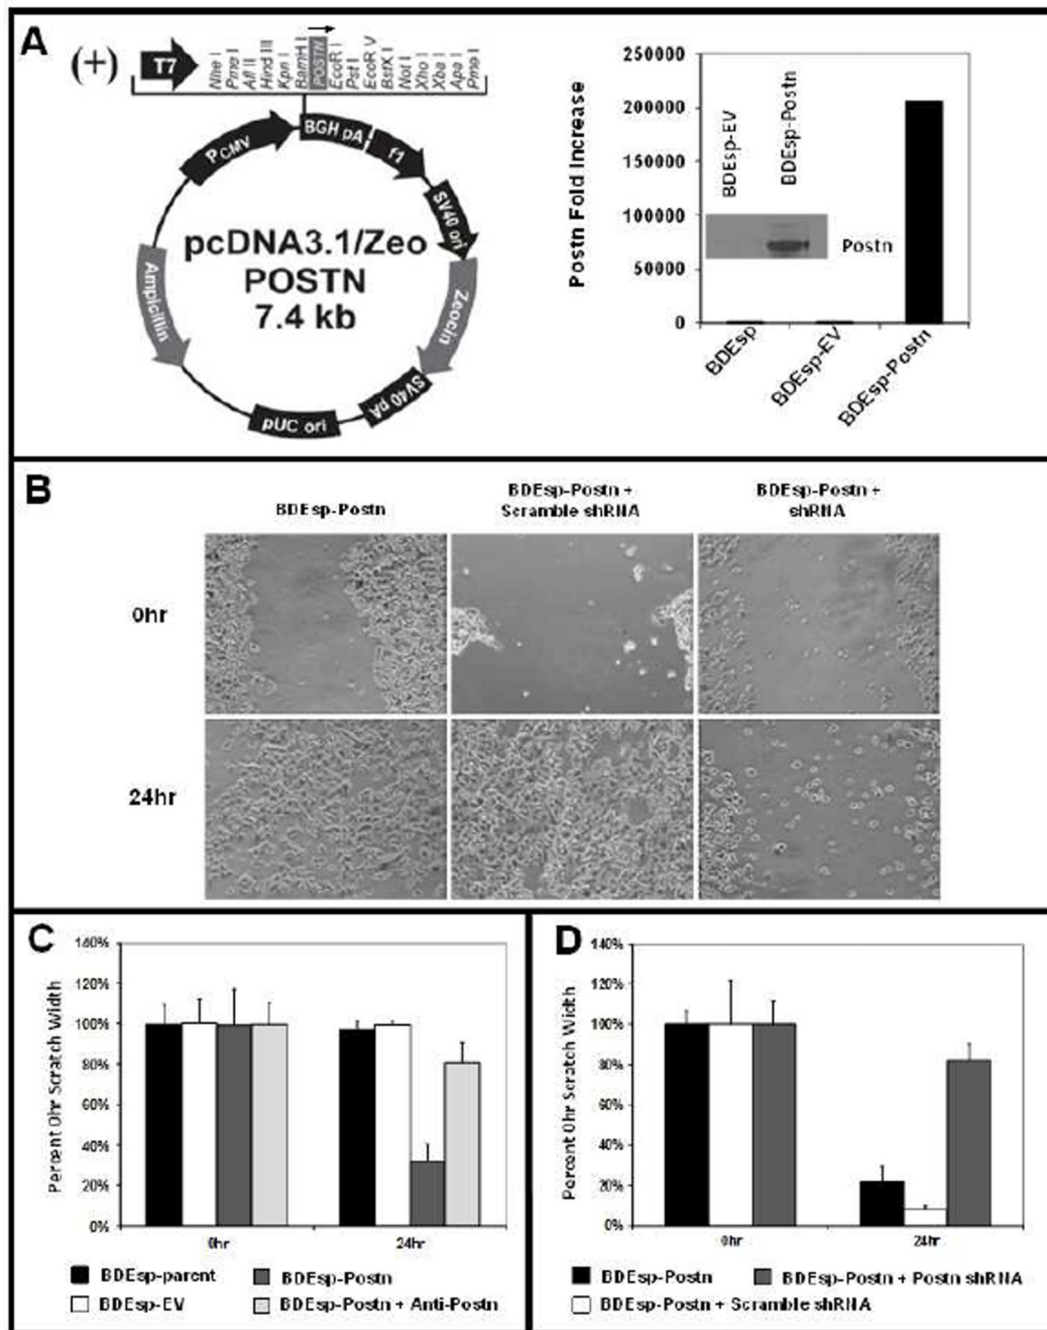 A
(+)
T7
Nhe I
Pme I
Afl II
Hind III
Kpn I
BamH I
POSTN
EcoR I
Pst I
EcoR V
BstX I
Not I
Xho I
Xba I
Apa I
Pme I
PCMV
BGH pA
f1
SV40 ori
Zeocin
SV40 pA
pUC ori
Ampicillin
pcDNA3.1/Zeo
POSTN
7.4 kb
Postn Fold Increase
250000
200000
150000
100000
50000
0
BDEsp-EV
BDEsp-Postn
Postn
BDEsp
BDEsp-EV
BDEsp-Postn
B
BDEsp-Postn
BDEsp-Postn +
Scramble shRNA
BDEsp-Postn +
shRNA
0hr
24hr
C
Percent 0hr Scratch Width
140%
120%
100%
80%
60%
40%
20%
0%
0hr
24hr
BDEsp-parent
BDEsp-Postn
BDEsp-EV
BDEsp-Postn + Anti-Postn
D
Percent 0hr Scratch Width
140%
120%
100%
80%
60%
40%
20%
0%
0hr
24hr
BDEsp-Postn
BDEsp-Postn + Postn shRNA
BDEsp-Postn + Scramble shRNA